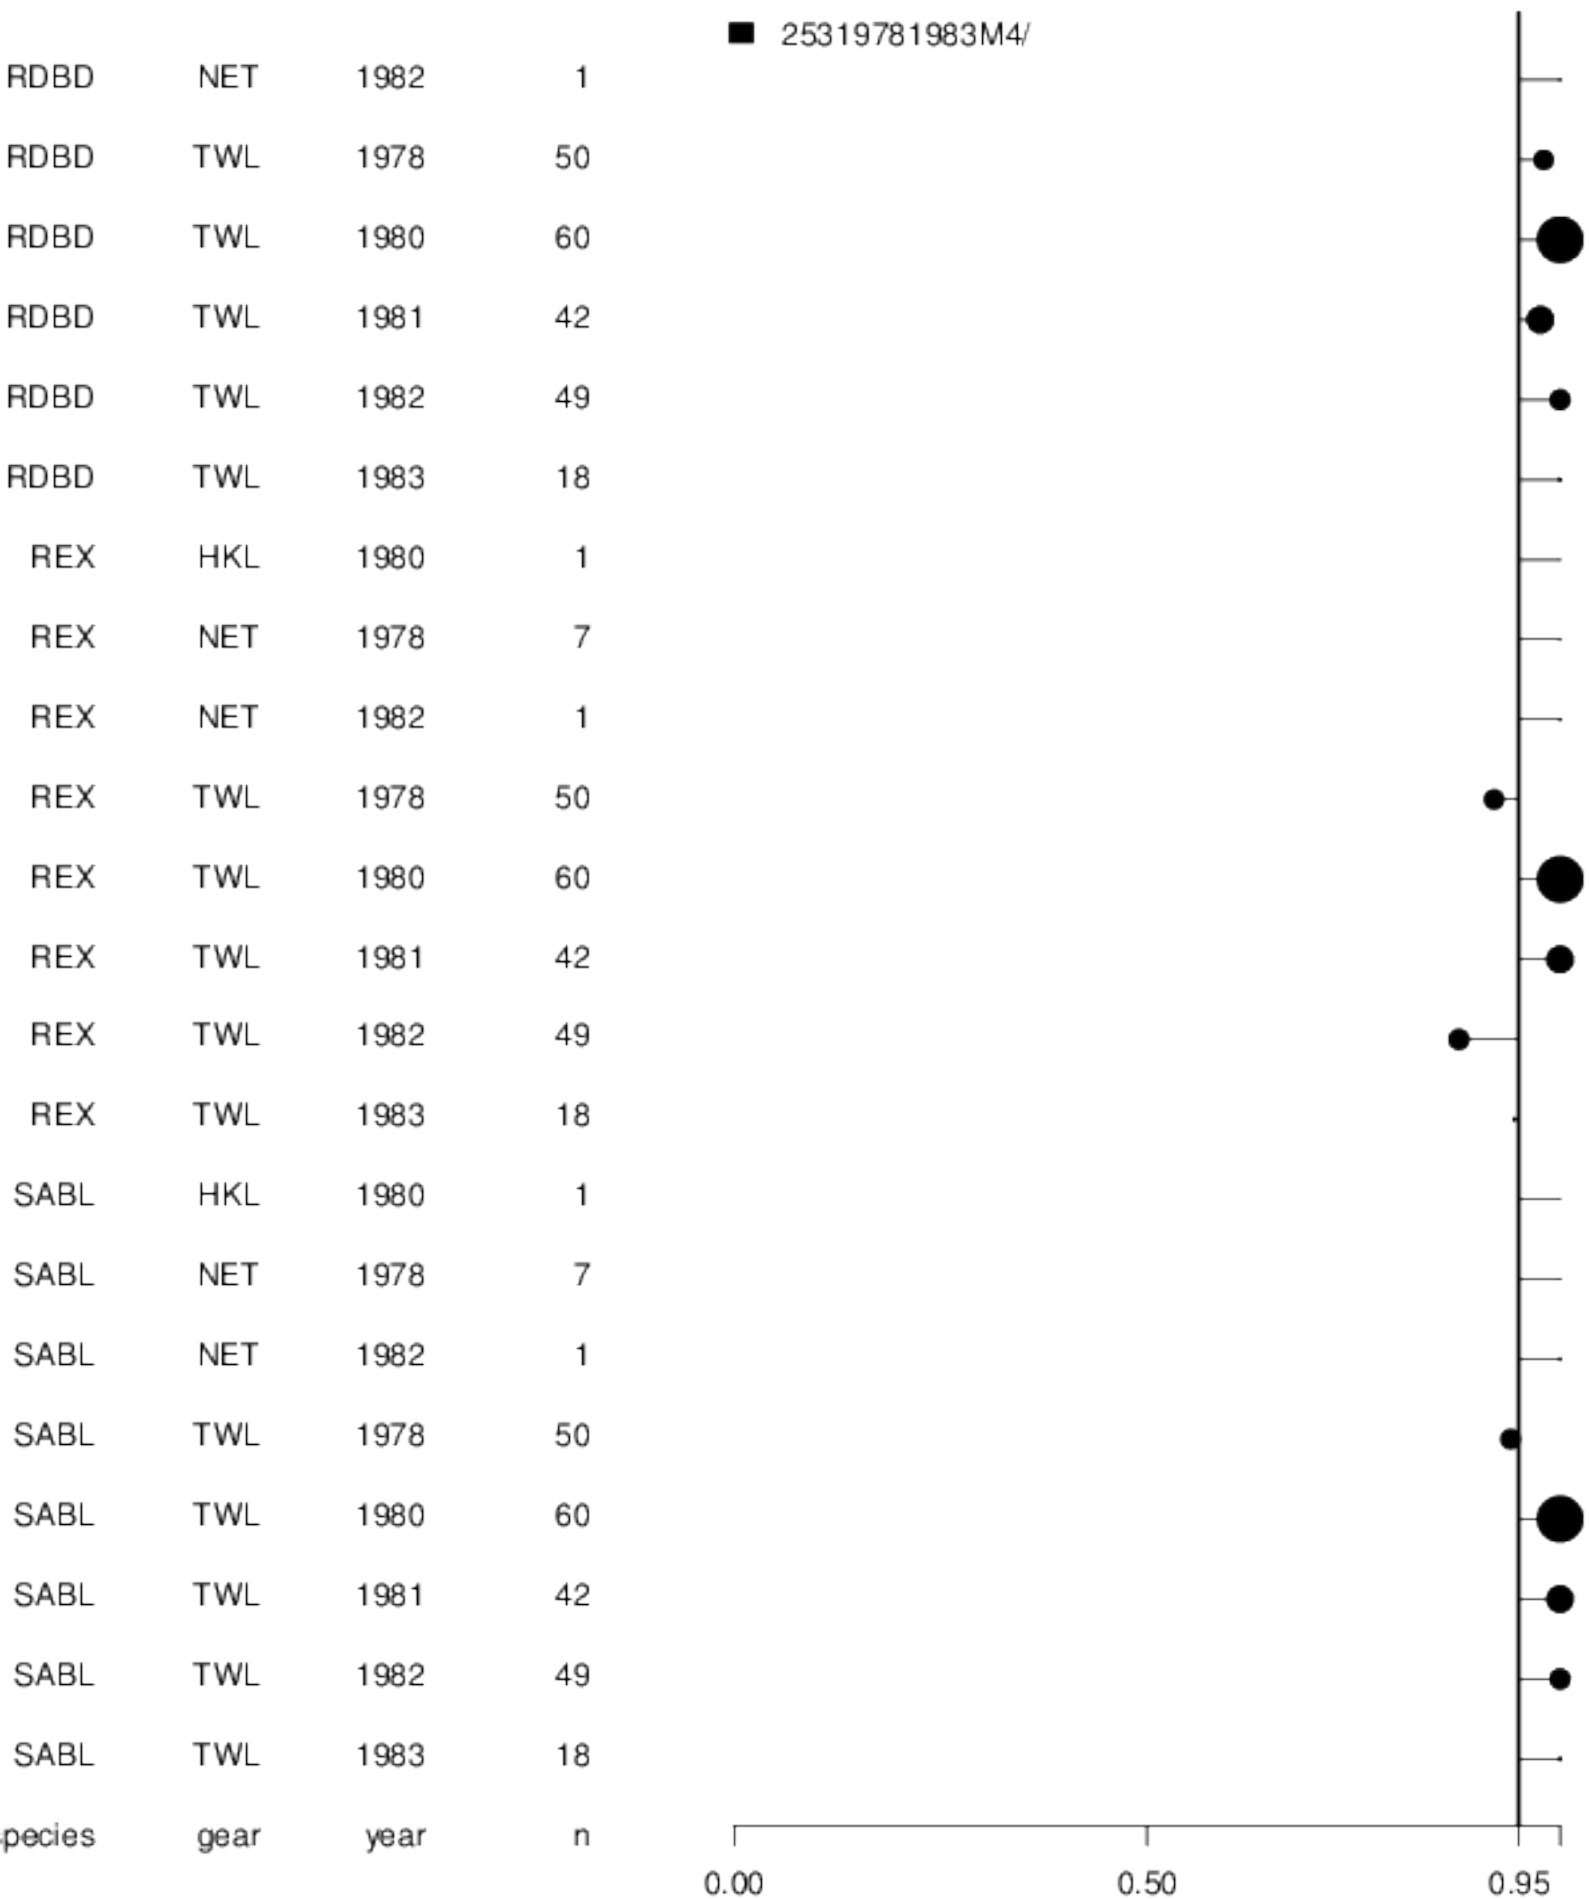 25319781983M4/
RDBD NET 1982 1
RDBD TWL 1978 50
RDBD TWL 1980 60
RDBD TWL 1981 42
RDBD TWL 1982 49
RDBD TWL 1983 18
REX HKL 1980 1
REX NET 1978 7
REX NET 1982 1
REX TWL 1978 50
REX TWL 1980 60
REX TWL 1981 42
REX TWL 1982 49
REX TWL 1983 18
SABL HKL 1980 1
SABL NET 1978 7
SABL NET 1982 1
SABL TWL 1978 50
SABL TWL 1980 60
SABL TWL 1981 42
SABL TWL 1982 49
SABL TWL 1983 18
pecies gear year n
0.00 0.50 0.95